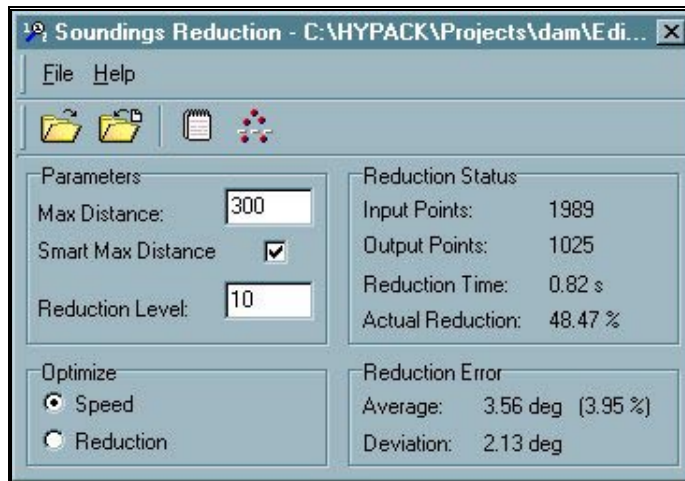 Soundings Reduction - C:\HYPACK\Projects\dam\Edi...
File Help
Parameters
Max Distance: 300
Smart Max Distance
Reduction Level: 10
Reduction Status
Input Points: 1989
Output Points: 1025
Reduction Time: 0.82 s
Actual Reduction: 48.47 %
Optimize
Speed
Reduction
Reduction Error
Average: 3.56 deg (3.95 %)
Deviation: 2.13 deg